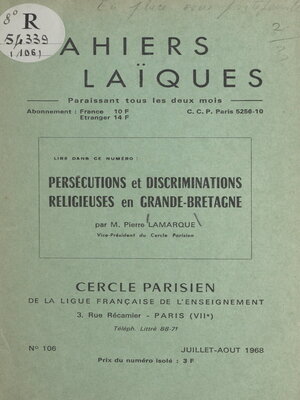 8°
R
54339
(106)
2
CAHIERS
LAÏQUES
Paraissant tous les deux mois
Abonnement : France 10 F
Etranger 14 F
C. C. P. Paris 5256-10
LIRE DANS CE NUMÉRO :
PERSÉCUTIONS et DISCRIMINATIONS
RELIGIEUSES en GRANDE-BRETAGNE
par M. Pierre LAMARQUE
Vice-Président du Cercle Parisien
CERCLE PARISIEN
DE LA LIGUE FRANÇAISE DE L'ENSEIGNEMENT
3, Rue Récamier - PARIS (VIIe)
Téléph. Littré 88-71
N° 106
JUILLET-AOUT 1968
Prix du numéro isolé : 3 F